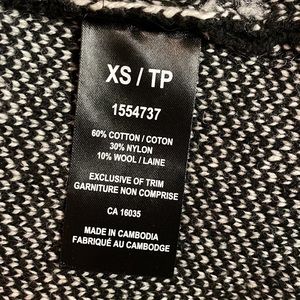 XS / TP
1554737
60% COTTON / COTON
30% NYLON
10% WOOL / LAINE
EXCLUSIVE OF TRIM
GARNITURE NON COMPRISE
CA 16035
MADE IN CAMBODIA
FABRIQUÉ AU CAMBODGE